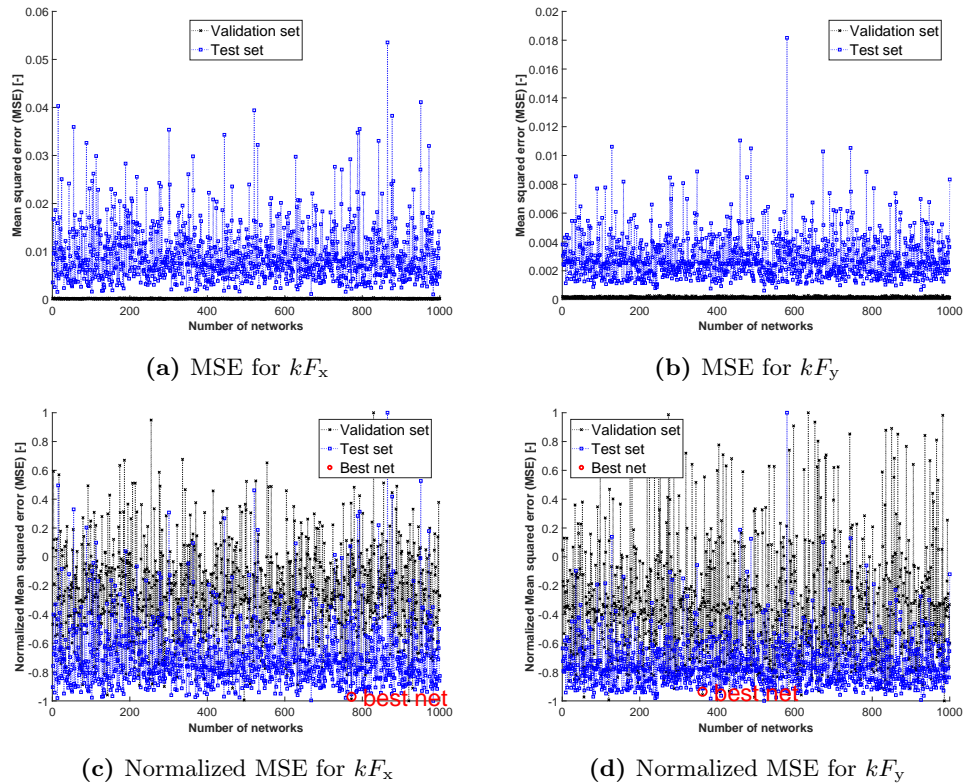 0.06
0.05
0.04
0.03
0.02
0.01
0
Mean squared error (MSE) [-]
Validation set
Test set
0 200 400 600 800 1000
Number of networks
(a) MSE for kFx
0.02
0.018
0.016
0.014
0.012
0.01
0.008
0.006
0.004
0.002
0
Mean squared error (MSE) [-]
Validation set
Test set
0 200 400 600 800 1000
Number of networks
(b) MSE for kFy
1
0.8
0.6
0.4
0.2
0
-0.2
-0.4
-0.6
-0.8
-1
Normalized Mean squared error (MSE) [-]
Validation set
Test set
Best net
best net
0 200 400 600 800 1000
Number of networks
(c) Normalized MSE for kFx
1
0.8
0.6
0.4
0.2
0
-0.2
-0.4
-0.6
-0.8
-1
Normalized Mean squared error (MSE) [-]
Validation set
Test set
Best net
best net
0 200 400 600 800 1000
Number of networks
(d) Normalized MSE for kFy